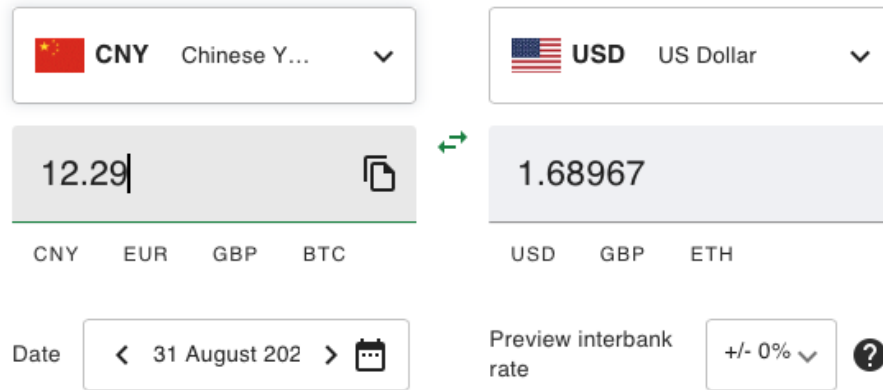 CNY Chinese Y... USD US Dollar
12.29 1.68967
CNY EUR GBP BTC USD GBP ETH
Date 31 August 202 Preview interbank rate +/- 0% ?